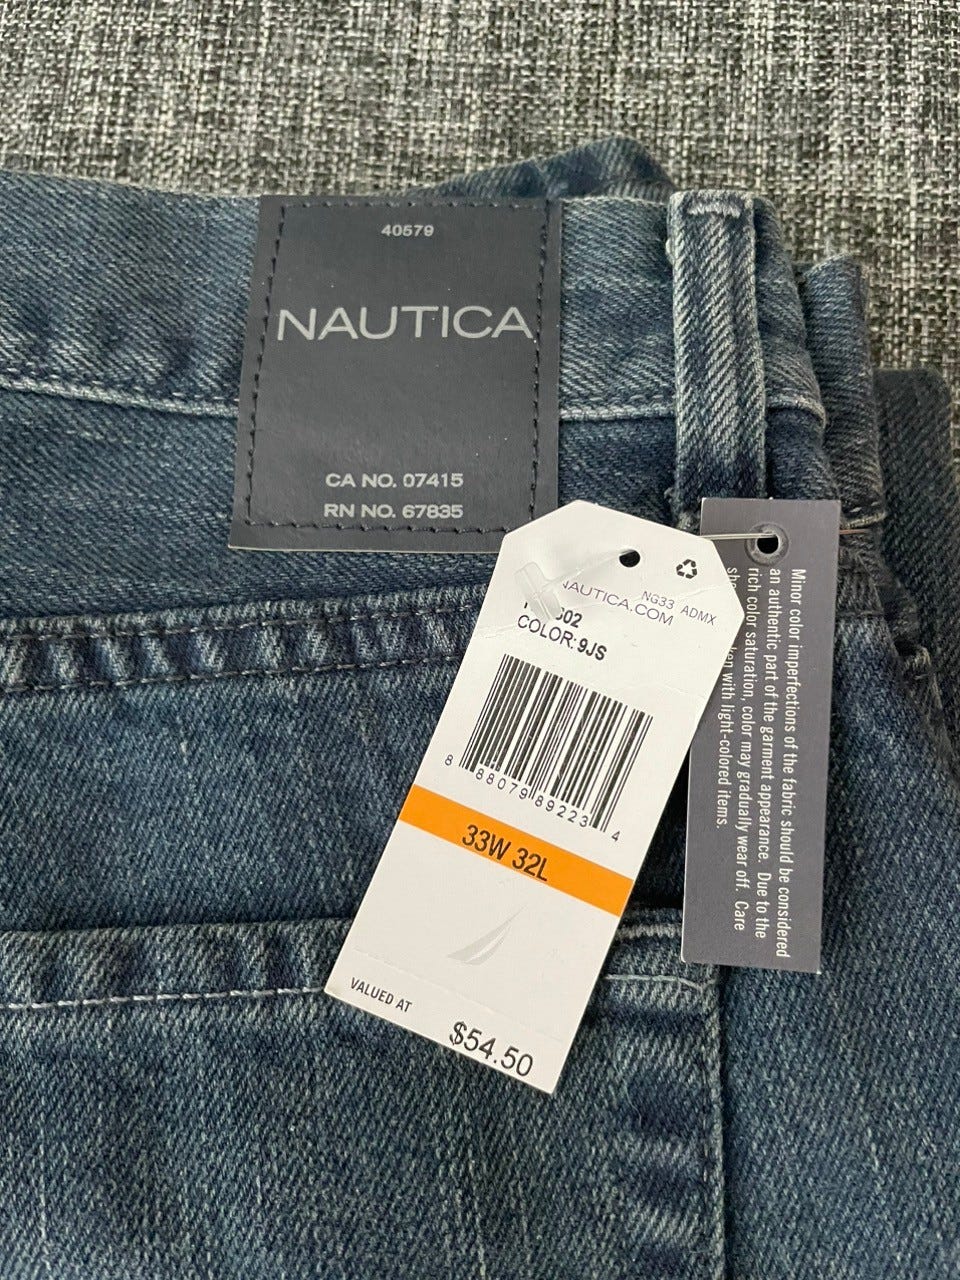 40579
NAUTICA
CA NO. 07415
RN NO. 67835
NAUTICA.COM
NG33 ADMX
COLOR: 9JS
8 88079 89223 4
33W 32L
VALUED AT
$54.50
Minor color imperfections of the fabric should be considered
an authentic part of the garment appearance. Due to the
rich color saturation, color may gradually wear off. Care
with light-colored items.